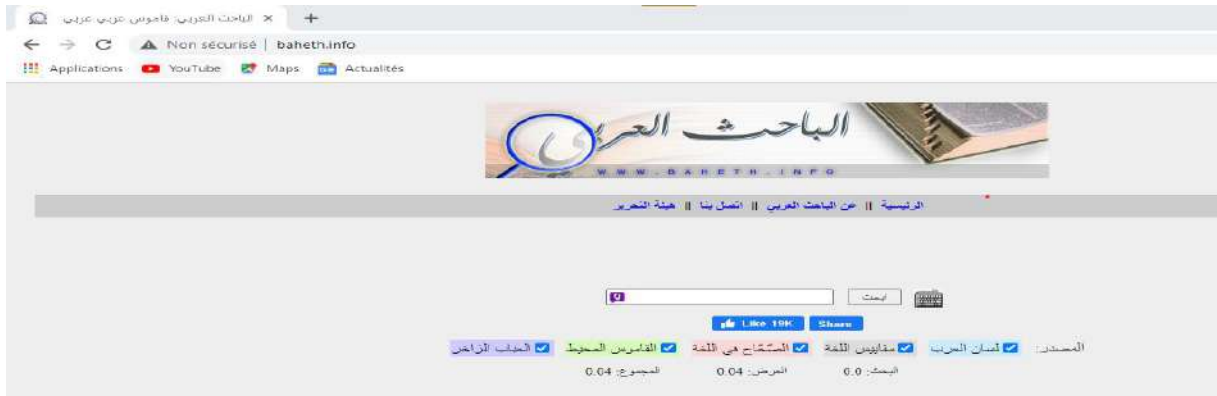 الباحث العربي: قاموس عربي عربي
Non sécurisé | baheth.info
Applications YouTube Maps Actualités
الباحث العربي
WWW.BAHETH.INFO
الرئيسية || عن الباحث العربي || اتصل بنا || هيئة التحرير
ابحث
Like 19K Share
المصدر: لسان العرب مقاييس اللغة الصّحّاح في اللغة القاموس المحيط العباب الزاخر
البحث: 0.0 العرض: 0.04 المجموع: 0.04